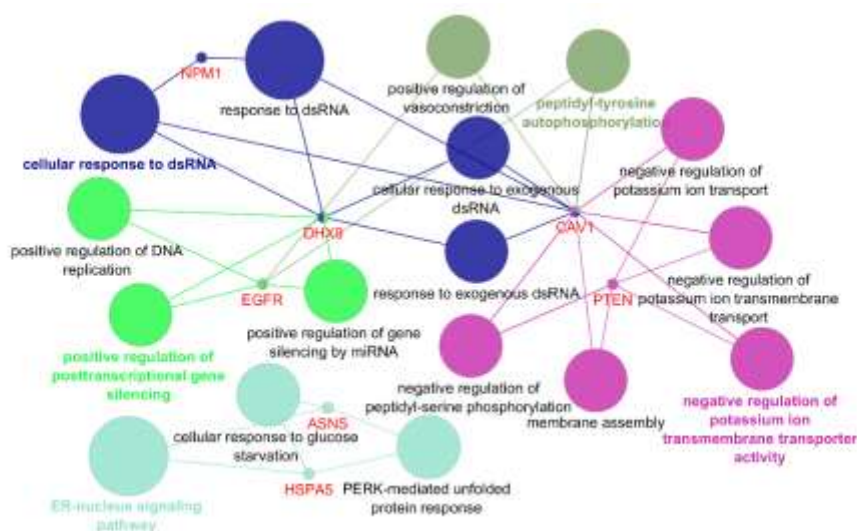 NPM1
response to dsRNA
positive regulation of
vasoconstriction
peptidyl-tyrosine
autophosphorylation
cellular response to dsRNA
negative regulation of
potassium ion transport
cellular response to exogenous
dsRNA
DHX9
CAV1
positive regulation of DNA
replication
EGFR
response to exogenous dsRNA
PTEN
negative regulation of
potassium ion transmembrane
transport
positive regulation of gene
silencing by miRNA
positive regulation of
posttranscriptional gene
silencing
negative regulation of
peptidyl-serine phosphorylation
membrane assembly
negative regulation of
potassium ion
transmembrane transporter
activity
ASNS
cellular response to glucose
starvation
HSPA5
PERK-mediated unfolded
protein response
ER-nucleus signaling
pathway